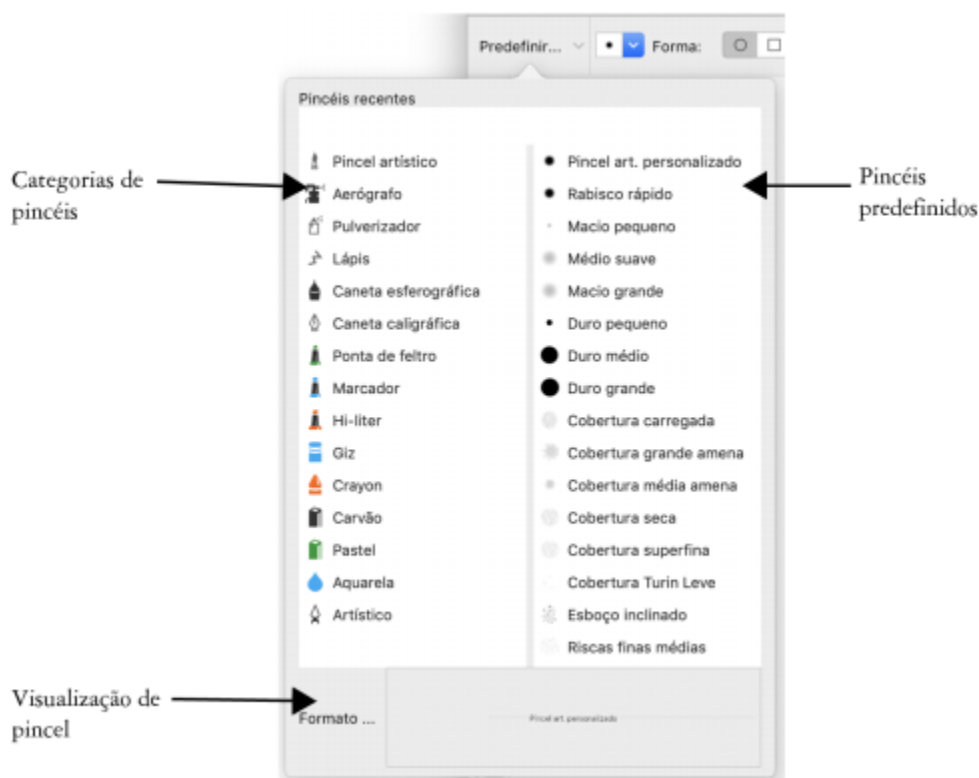 Predefinir... Forma:
Pincéis recentes
Categorias de
pincéis
Pincel artístico
Aerógrafo
Pulverizador
Lápis
Caneta esferográfica
Caneta caligráfica
Ponta de feltro
Marcador
Hi-liter
Giz
Crayon
Carvão
Pastel
Aquarela
Artístico
Pincel art. personalizado
Rabisco rápido
Macio pequeno
Médio suave
Macio grande
Duro pequeno
Duro médio
Duro grande
Cobertura carregada
Cobertura grande amena
Cobertura média amena
Cobertura seca
Cobertura superfina
Cobertura Turin Leve
Esboço inclinado
Riscas finas médias
Pincéis
predefinidos
Visualização de
pincel
Formato ...
Pincel art. personalizado